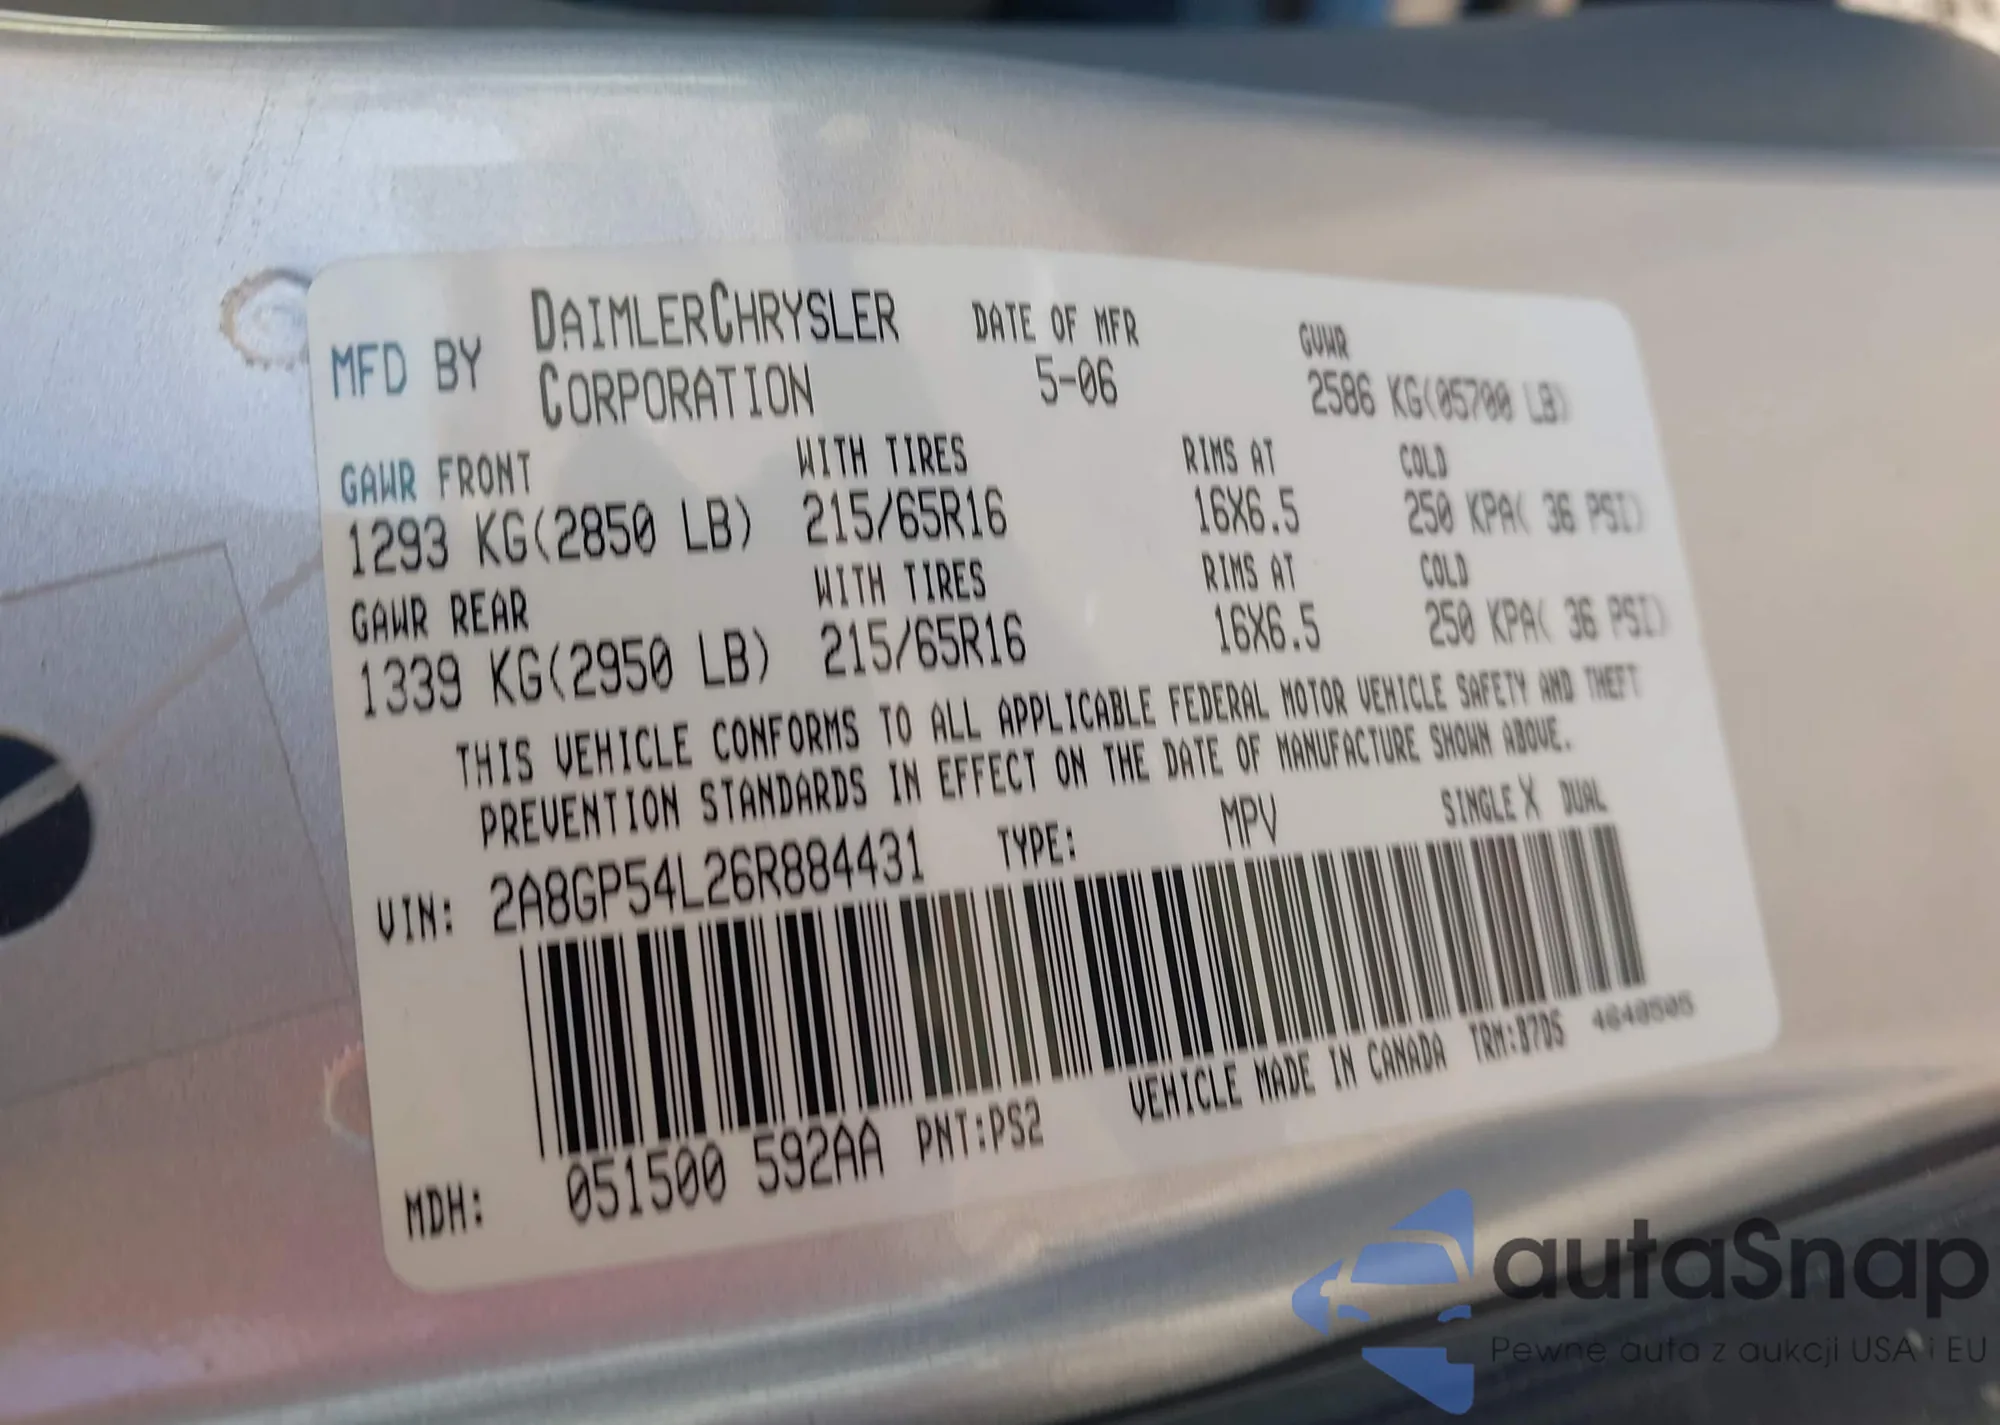 MFD BY DAIMLERCHRYSLER CORPORATION
DATE OF MFR 5-06
GVWR 2586 KG(05700 LB)
GAWR FRONT WITH TIRES RIMS AT COLD
1293 KG(2850 LB) 215/65R16 16X6.5 250 KPA( 36 PSI)
GAWR REAR WITH TIRES RIMS AT COLD
1339 KG(2950 LB) 215/65R16 16X6.5 250 KPA( 36 PSI)
THIS VEHICLE CONFORMS TO ALL APPLICABLE FEDERAL MOTOR VEHICLE SAFETY AND THEFT
PREVENTION STANDARDS IN EFFECT ON THE DATE OF MANUFACTURE SHOWN ABOVE.
VIN: 2A8GP54L26R884431 TYPE: MPV SINGLE X DUAL
VEHICLE MADE IN CANADA TRM:B7D5 4640505
MDH: 051500 592AA PNT:PS2
autaSnap
Pewne auta z aukcji USA i EU